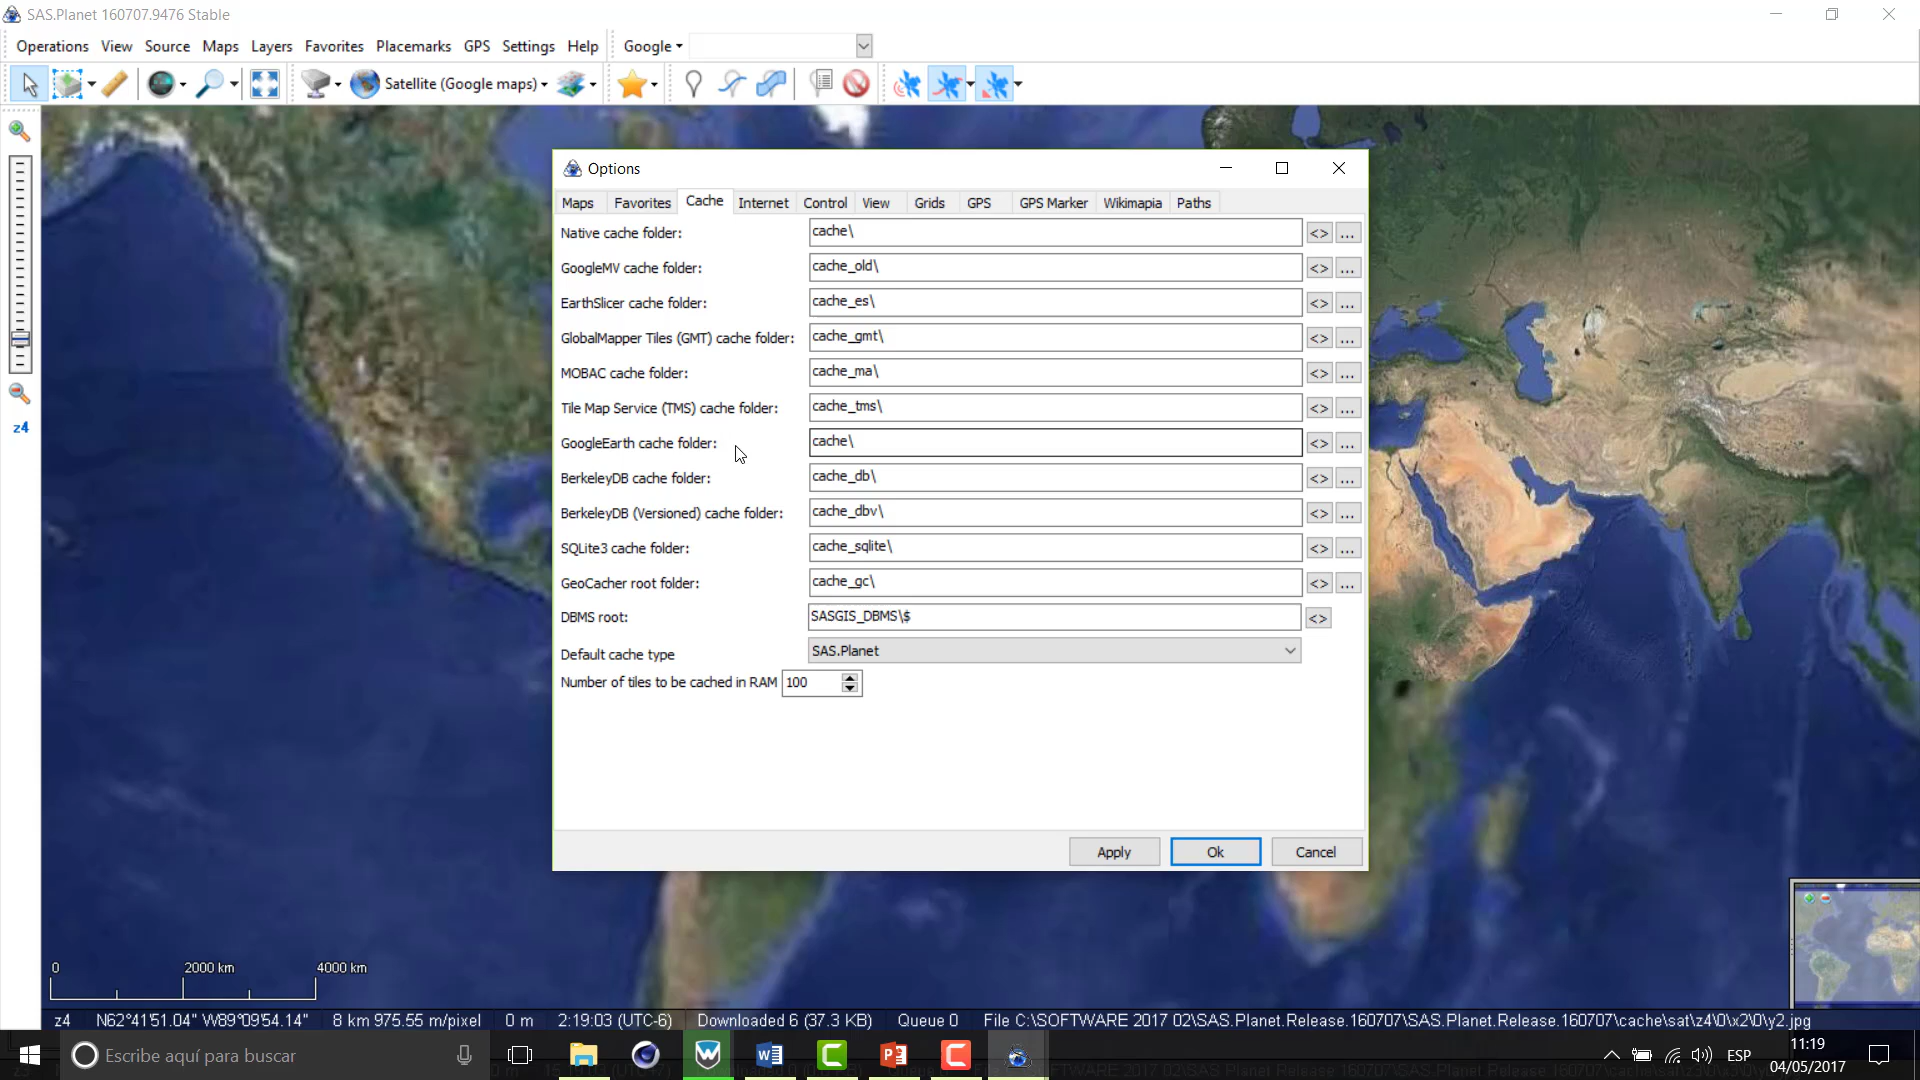 SAS.Planet 160707.9476 Stable
Operations View Source Maps Layers Favorites Placemarks GPS Settings Help Google
Satellite (Google maps)
Options
Maps Favorites Cache Internet Control View Grids GPS GPS Marker Wikimapia Paths
Native cache folder: cache\ <> ...
GoogleMV cache folder: cache_old\ <> ...
EarthSlicer cache folder: cache_es\ <> ...
GlobalMapper Tiles (GMT) cache folder: cache_gmt\ <> ...
MOBAC cache folder: cache_ma\ <> ...
Tile Map Service (TMS) cache folder: cache_tms\ <> ...
z4
GoogleEarth cache folder: cache\ <> ...
BerkeleyDB cache folder: cache_db\ <> ...
BerkeleyDB (Versioned) cache folder: cache_dbv\ <> ...
SQLite3 cache folder: cache_sqlite\ <> ...
GeoCacher root folder: cache_gc\ <> ...
DBMS root: SASGIS_DBMS\$ <>
Default cache type SAS.Planet
Number of tiles to be cached in RAM 100
Apply Ok Cancel
0 2000 km 4000 km
z4 N62°41'51.04" W89°09'54.14" 8 km 975.55 m/pixel 0 m 2:19:03 (UTC-6) Downloaded 6 (37.3 KB) Queue 0 File C:\SOFTWARE 2017 02\SAS.Planet.Release.160707\SAS.Planet.Release.160707\cache\sat\z4\0\x2\0\y2.jpg
Escribe aquí para buscar
ESP
11:19
04/05/2017